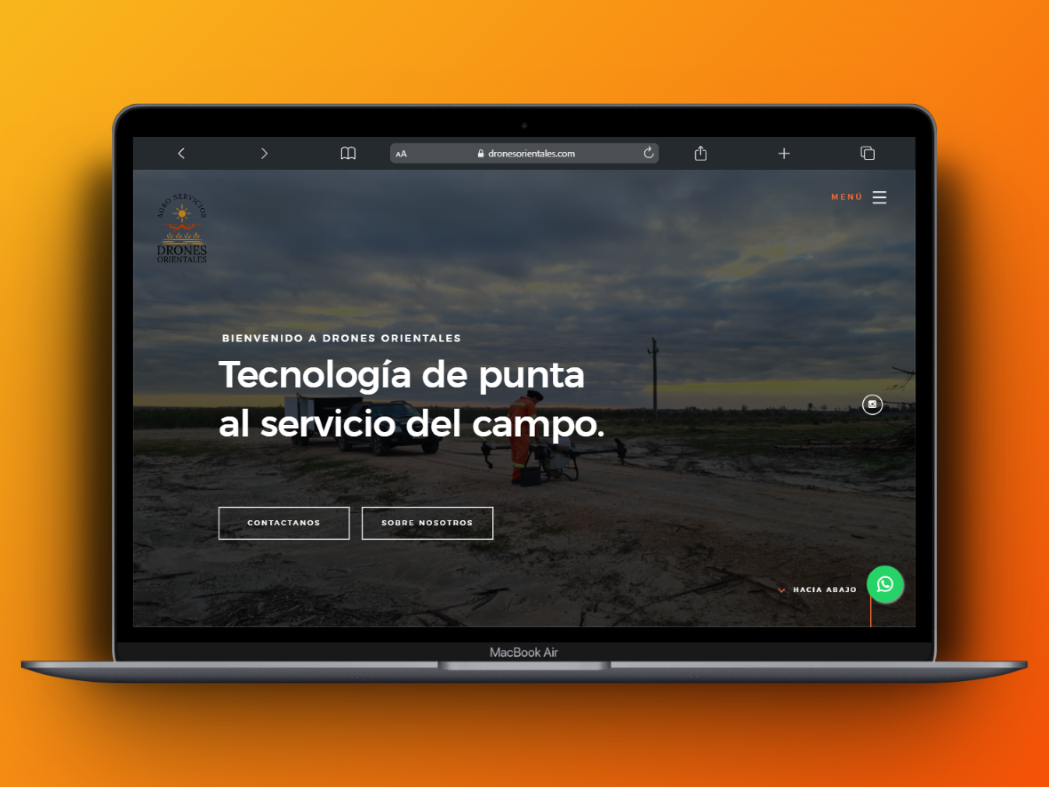 AA
dronesorientales.com
AGRO SERVICIOS
DRONES
ORIENTALES
MENÚ
BIENVENIDO A DRONES ORIENTALES
Tecnología de punta
al servicio del campo.
CONTACTANOS
SOBRE NOSOTROS
HACIA ABAJO
MacBook Air